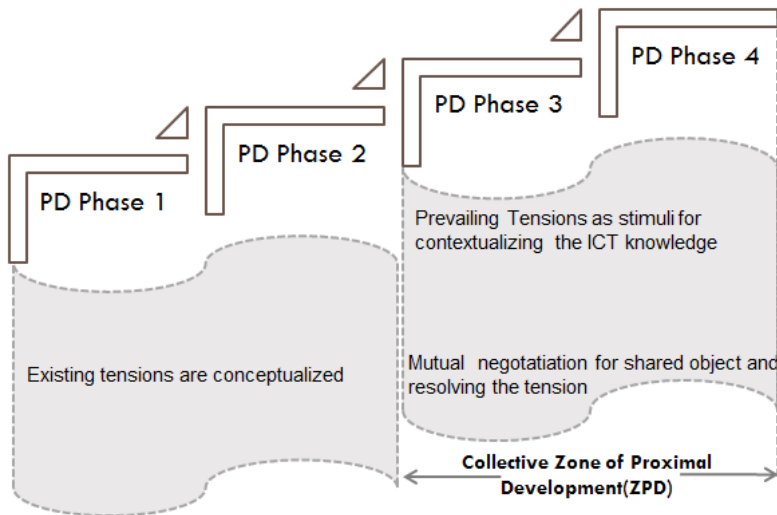 PD Phase 1
PD Phase 2
PD Phase 3
PD Phase 4
Existing tensions are conceptualized
Prevailing Tensions as stimuli for
contextualizing the ICT knowledge
Mutual negotatiation for shared object and
resolving the tension
Collective Zone of Proximal
Development(ZPD)